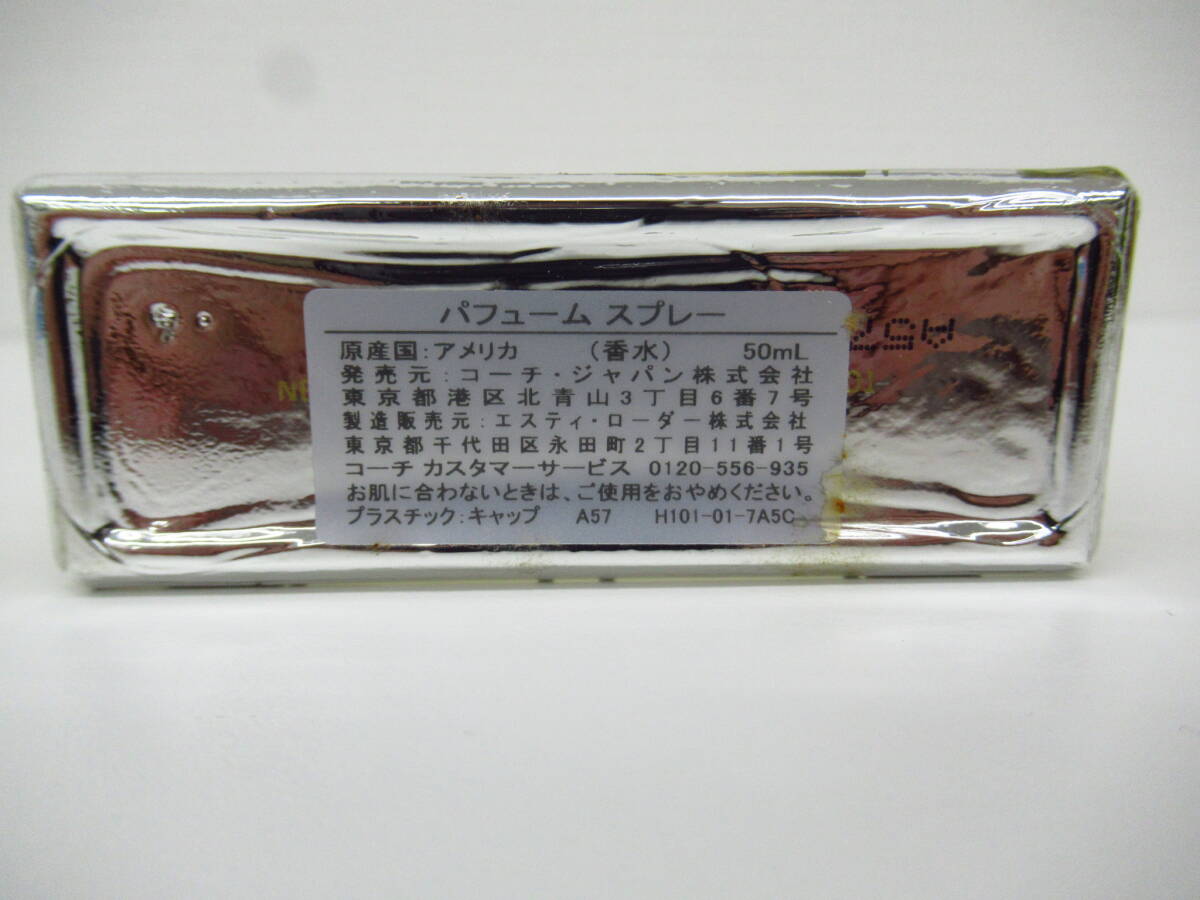 パフューム スプレー
原産国:アメリカ （香水） 50mL
発売元:コーチ・ジャパン株式会社
東京都港区北青山3丁目6番7号
製造販売元:エスティ・ローダー株式会社
東京都千代田区永田町2丁目11番1号
コーチ カスタマーサービス 0120-556-935
お肌に合わないときは、ご使用をおやめください。
プラスチック:キャップ A57 H101-01-7A5C
A57